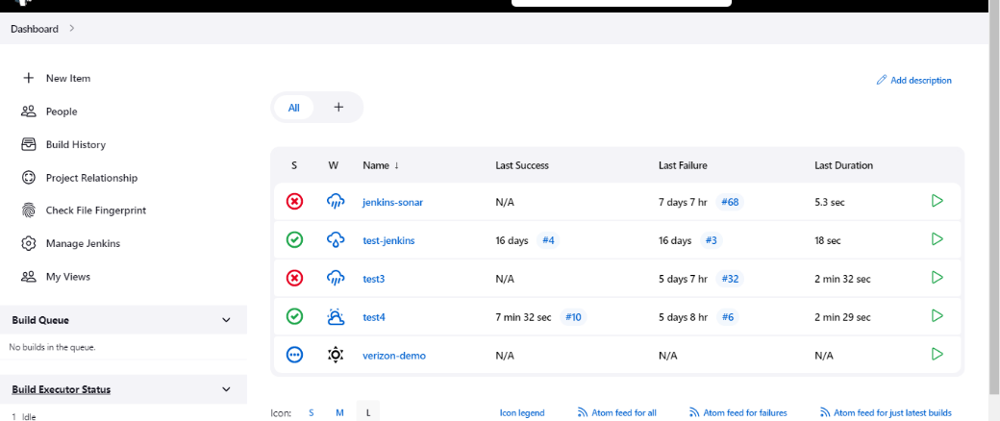 Dashboard
New Item
People
Build History
Project Relationship
Check File Fingerprint
Manage Jenkins
My Views
Build Queue
No builds in the queue.
Build Executor Status
1 Idle
Add description
All
S W Name ↓ Last Success Last Failure Last Duration
jenkins-sonar N/A 7 days 7 hr #68 5.3 sec
test-jenkins 16 days #4 16 days #3 18 sec
test3 N/A 5 days 7 hr #32 2 min 32 sec
test4 7 min 32 sec #10 5 days 8 hr #6 2 min 29 sec
verizon-demo N/A N/A N/A
Icon: S M L Icon legend Atom feed for all Atom feed for failures Atom feed for just latest builds